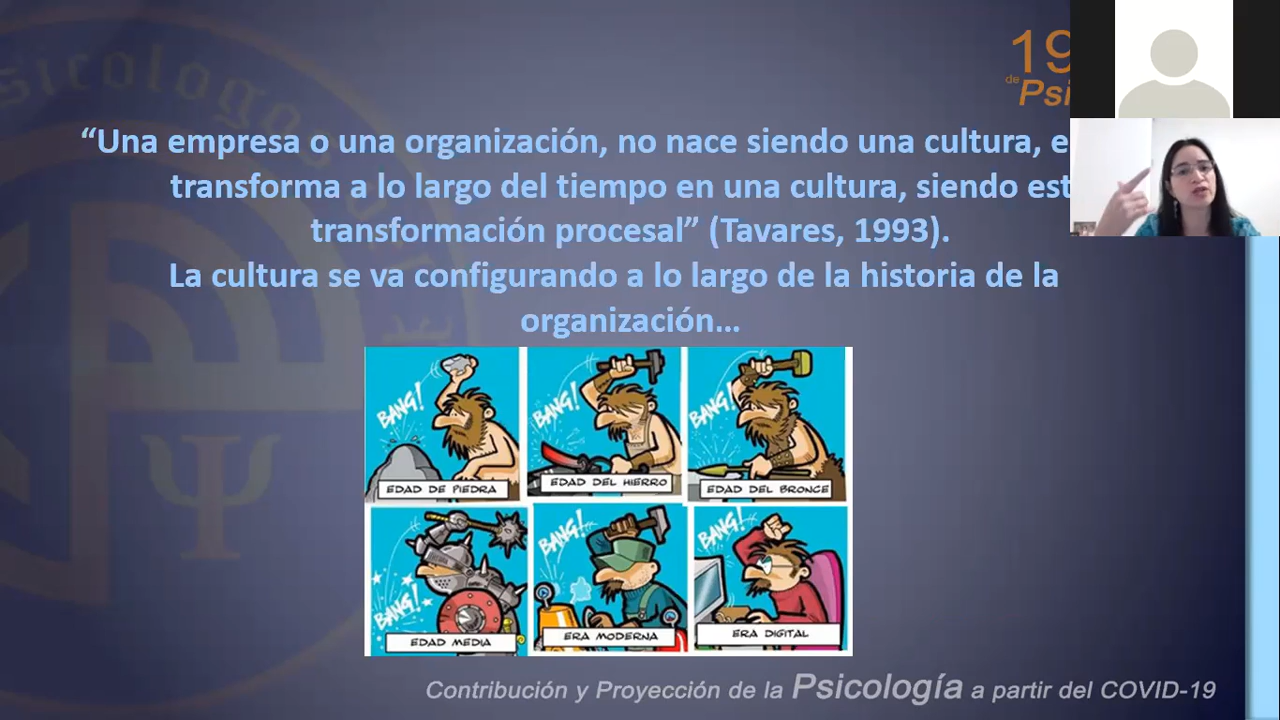 sicologos
19
de
Psi
“Una empresa o una organización, no nace siendo una cultura, e
transforma a lo largo del tiempo en una cultura, siendo est
transformación procesal” (Tavares, 1993).
La cultura se va configurando a lo largo de la historia de la
organización…
BANG! BANG! BANG!
EDAD DE PIEDRA EDAD DEL HIERRO EDAD DEL BRONCE
BANG! BANG! BANG!
EDAD MEDIA ERA MODERNA ERA DIGITAL
Contribución y Proyección de la Psicología a partir del COVID-19